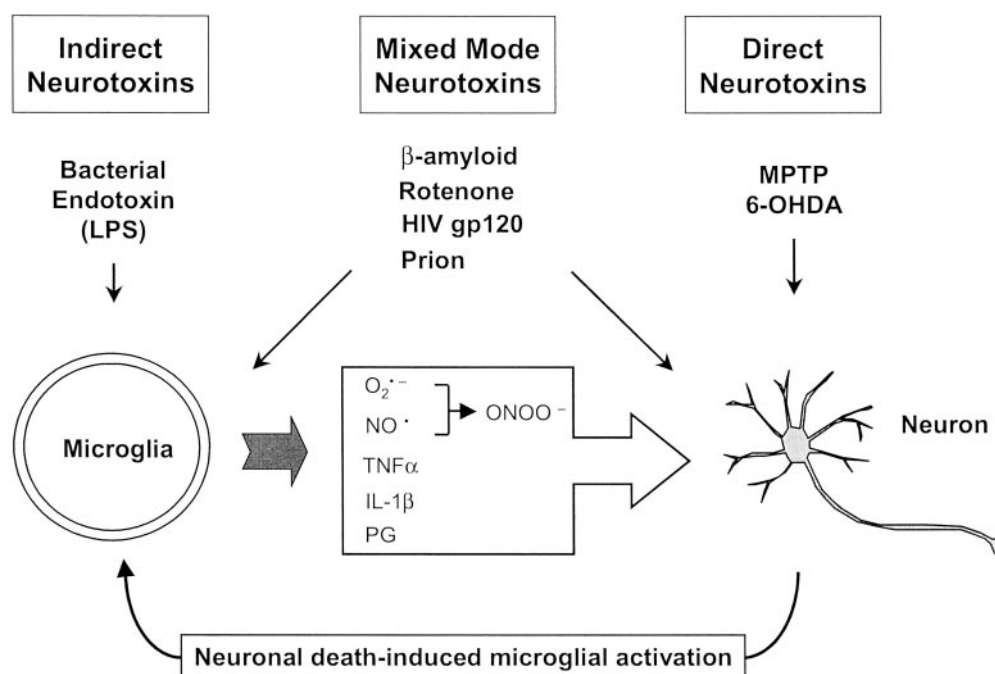 Indirect
Neurotoxins
Mixed Mode
Neurotoxins
Direct
Neurotoxins
Bacterial
Endotoxin
(LPS)
β-amyloid
Rotenone
HIV gp120
Prion
MPTP
6-OHDA
Microglia
O₂•−
NO•
ONOO−
TNFα
IL-1β
PG
Neuron
Neuronal death-induced microglial activation